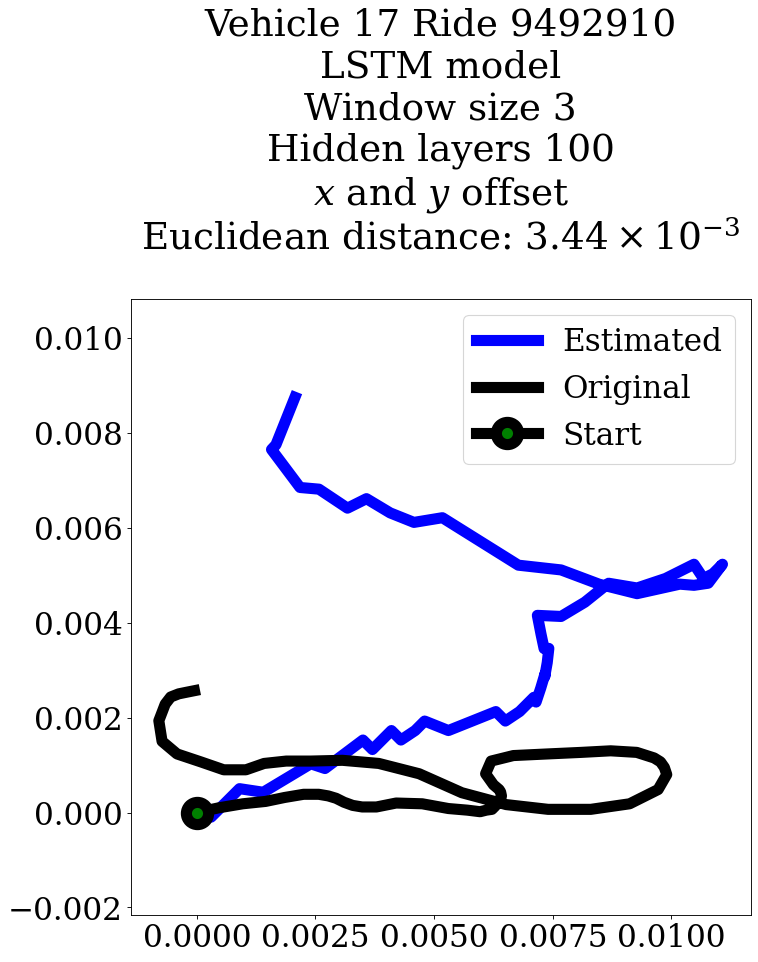 Vehicle 17 Ride 9492910
LSTM model
Window size 3
Hidden layers 100
x and y offset
Euclidean distance: 3.44 × 10⁻³
Estimated
Original
Start
0.010
0.008
0.006
0.004
0.002
0.000
−0.002
0.0000 0.0025 0.0050 0.0075 0.0100